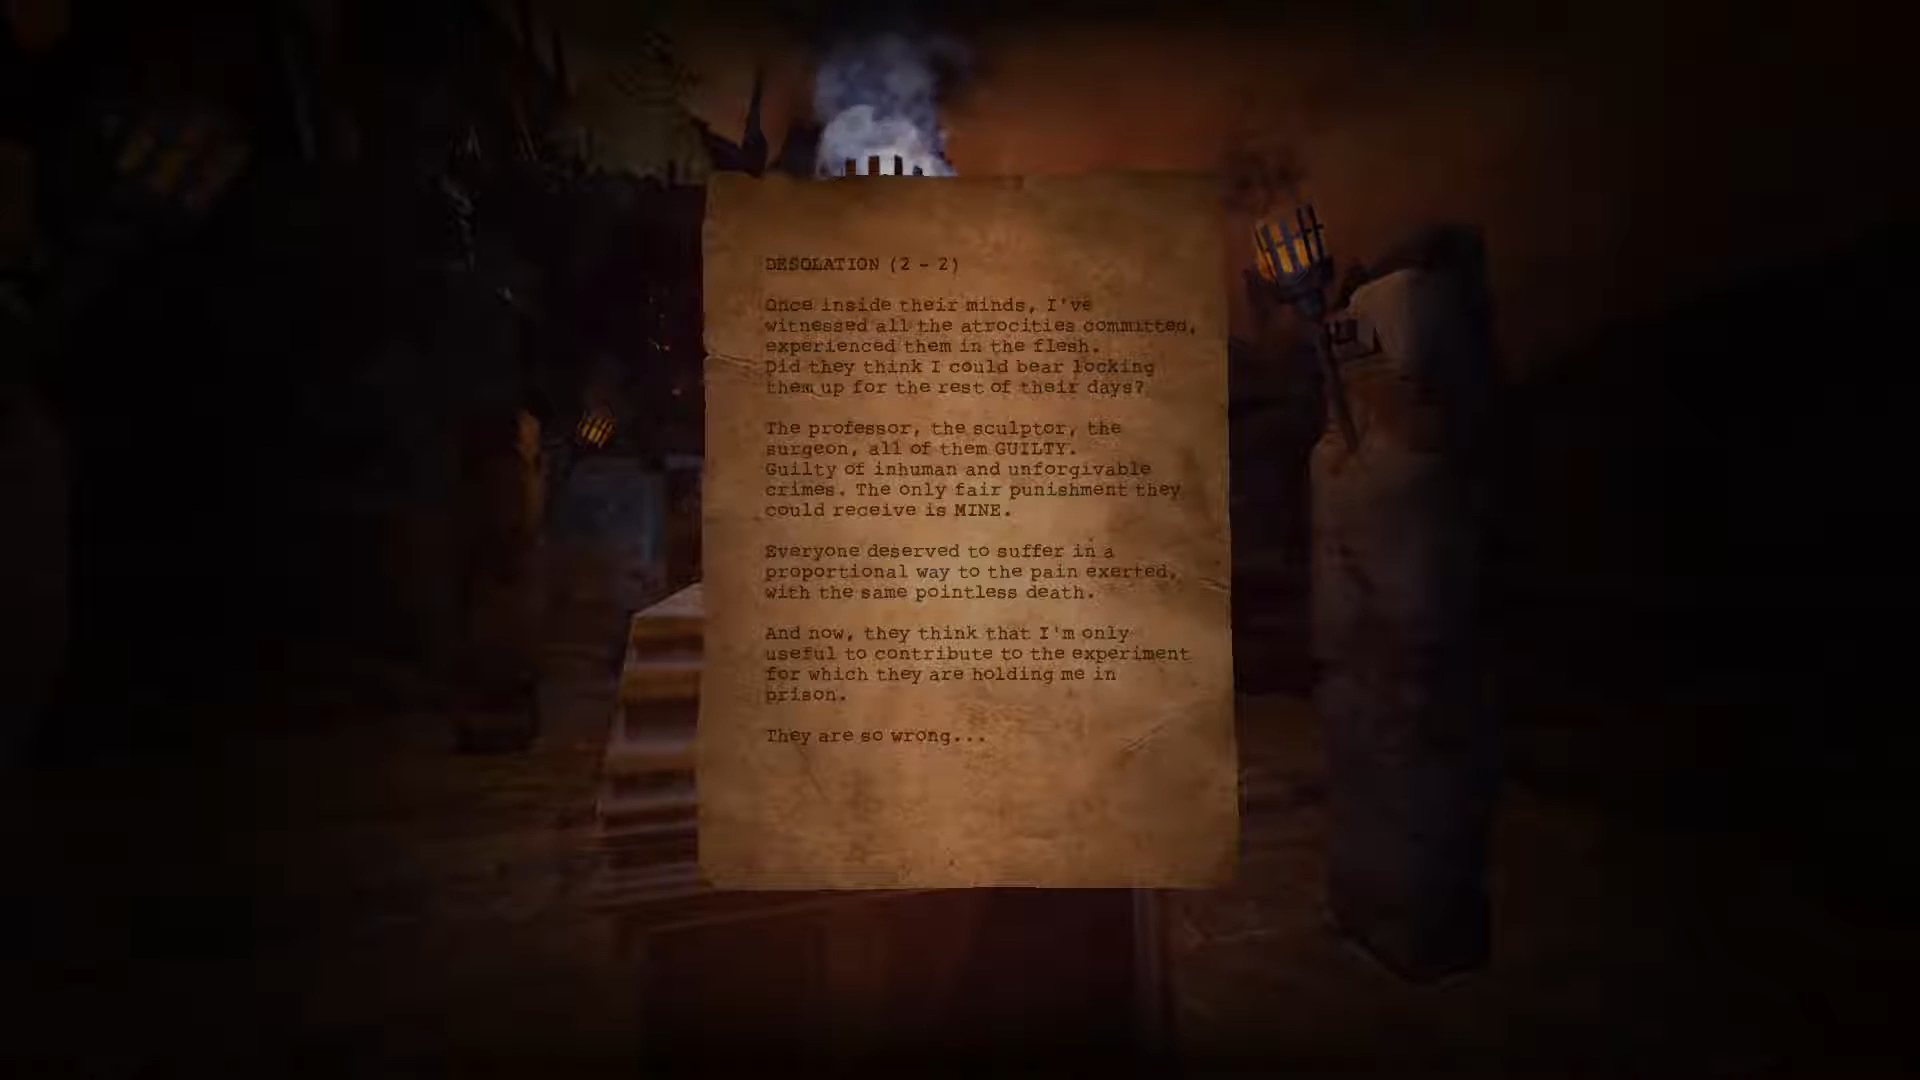 DESOLATION (2 - 2)
Once inside their minds, I've
witnessed all the atrocities committed,
experienced them in the flesh.
Did they think I could bear locking
them up for the rest of their days?
The professor, the sculptor, the
surgeon, all of them GUILTY.
Guilty of inhuman and unforgivable
crimes. The only fair punishment they
could receive is MINE.
Everyone deserved to suffer in a
proportional way to the pain exerted,
with the same pointless death.
And now, they think that I'm only
useful to contribute to the experiment
for which they are holding me in
prison.
They are so wrong...